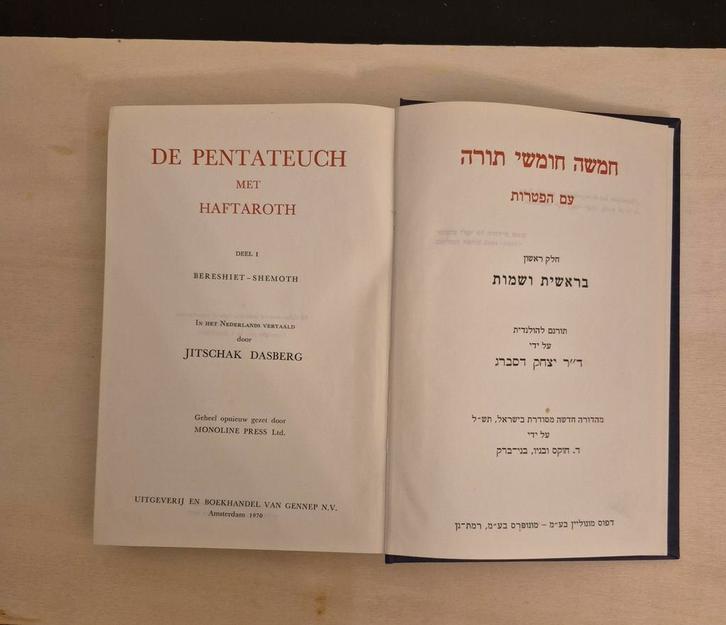 DE PENTATEUCH
MET
HAFTAROTH
DEEL I
BERESHIET-SHEMOTH
IN HET NEDERLANDS VERTAALD
door
JITSCHAK DASBERG
Geheel opnieuw gezet door
MONOLINE PRESS Ltd.
UITGEVERIJ EN BOEKHANDEL VAN GENNEP N.V.
Amsterdam 1970
חמשה חומשי תורה
עם הפטרות
חלק ראשון
בראשית ושמות
תורגם להולנדית
על ידי
ד״ר יצחק דסברג
מהדורה חדשה מסודרת בישראל, תש״ל
על ידי
ד. חוקס ובניו, בני־ברק
דפוס מונוליין בע״מ – מונופרס בע״מ, רמת־גן